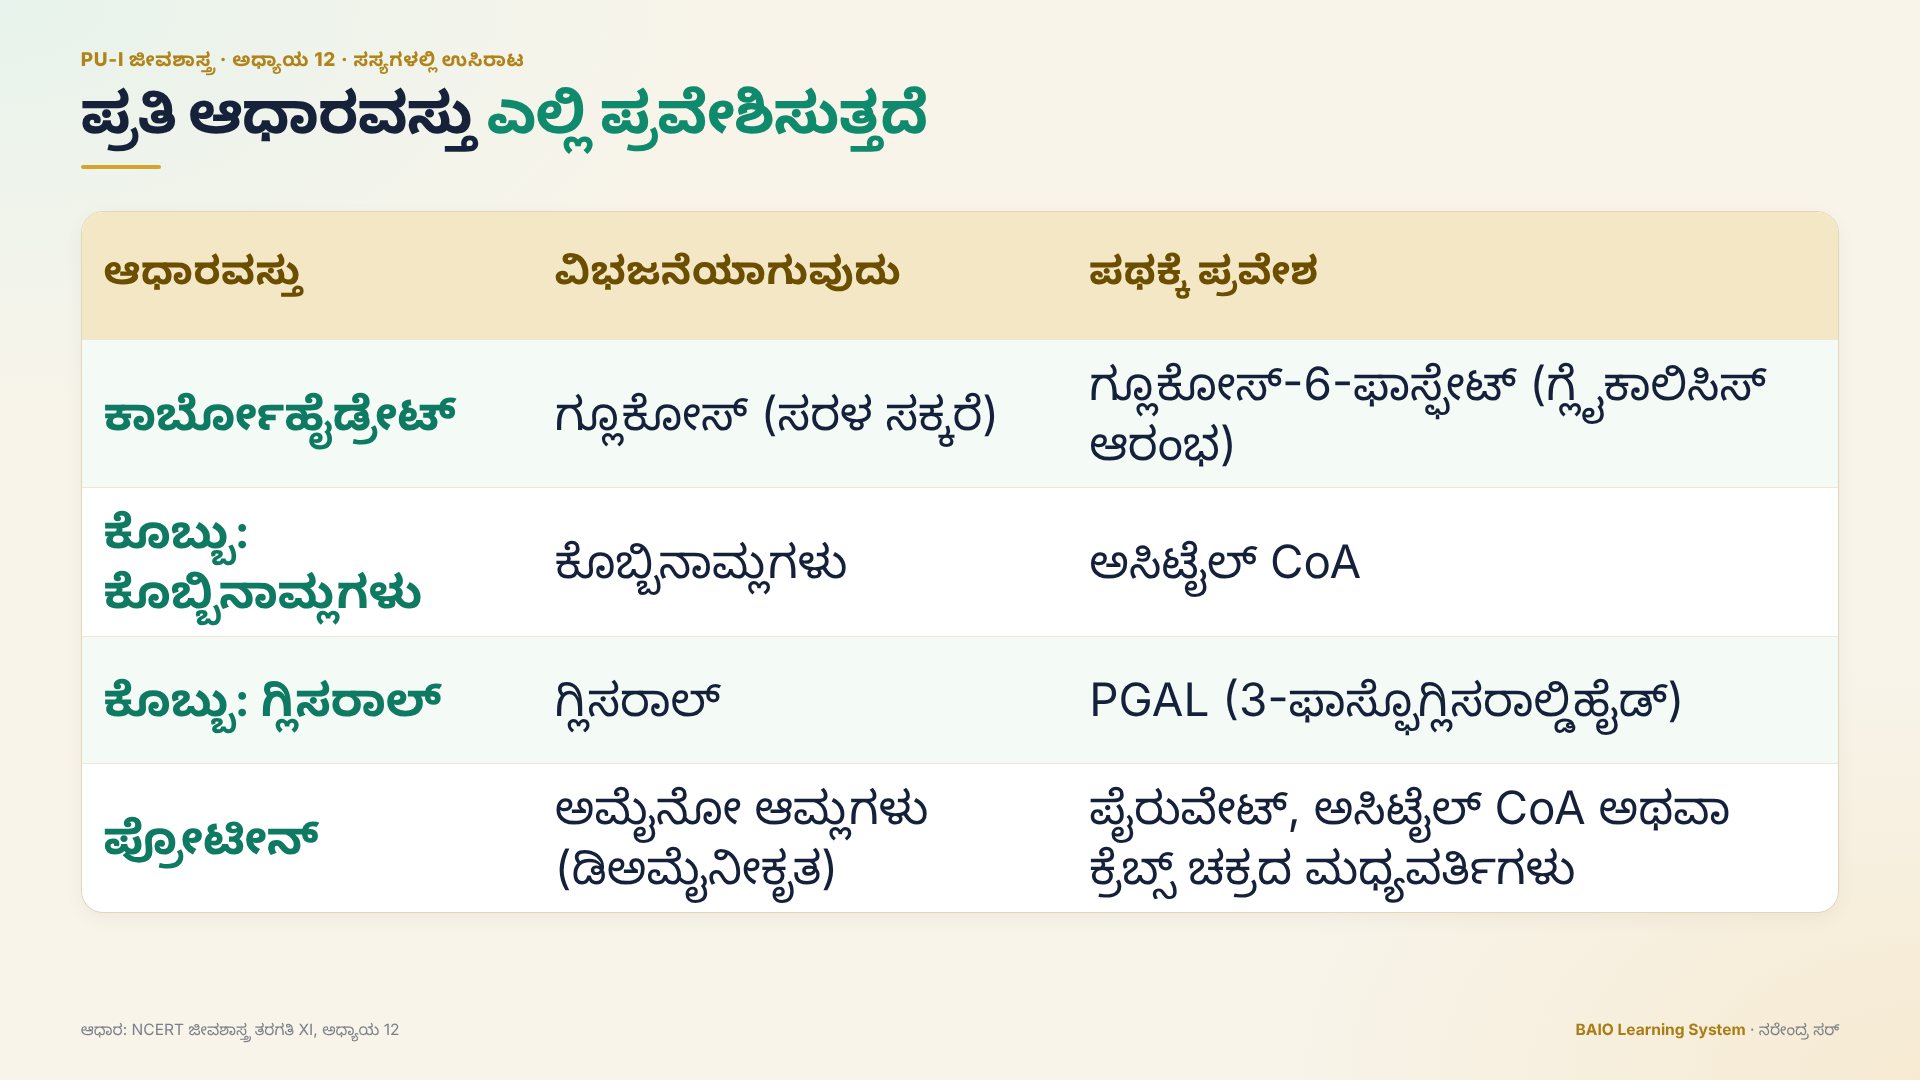 PU-I ಜೀವಶಾಸ್ತ್ರ · ಅಧ್ಯಾಯ 12 · ಸಸ್ಯಗಳಲ್ಲಿ ಉಸಿರಾಟ
ಪ್ರತಿ ಆಧಾರವಸ್ತು ಎಲ್ಲಿ ಪ್ರವೇಶಿಸುತ್ತದೆ
ಆಧಾರವಸ್ತು
ವಿಭಜನೆಯಾಗುವುದು
ಪಥಕ್ಕೆ ಪ್ರವೇಶ
ಕಾರ್ಬೋಹೈಡ್ರೇಟ್
ಗ್ಲೂಕೋಸ್ (ಸರಳ ಸಕ್ಕರೆ)
ಗ್ಲೂಕೋಸ್-6-ಫಾಸ್ಫೇಟ್ (ಗ್ಲೈಕಾಲಿಸಿಸ್
ಆರಂಭ)
ಕೊಬ್ಬು:
ಕೊಬ್ಬಿನಾಮ್ಲಗಳು
ಕೊಬ್ಬಿನಾಮ್ಲಗಳು
ಅಸಿಟೈಲ್ CoA
ಕೊಬ್ಬು: ಗ್ಲಿಸರಾಲ್
ಗ್ಲಿಸರಾಲ್
PGAL (3-ಫಾಸ್ಫೊಗ್ಲಿಸರಾಲ್ಡಿಹೈಡ್)
ಪ್ರೋಟೀನ್
ಅಮೈನೋ ಆಮ್ಲಗಳು
(ಡಿಅಮೈನೀಕೃತ)
ಪೈರುವೇಟ್, ಅಸಿಟೈಲ್ CoA ಅಥವಾ
ಕ್ರೆಬ್ಸ್ ಚಕ್ರದ ಮಧ್ಯವರ್ತಿಗಳು
ಆಧಾರ: NCERT ಜೀವಶಾಸ್ತ್ರ ತರಗತಿ XI, ಅಧ್ಯಾಯ 12
BAIO Learning System · ನರೇಂದ್ರ ಸರ್